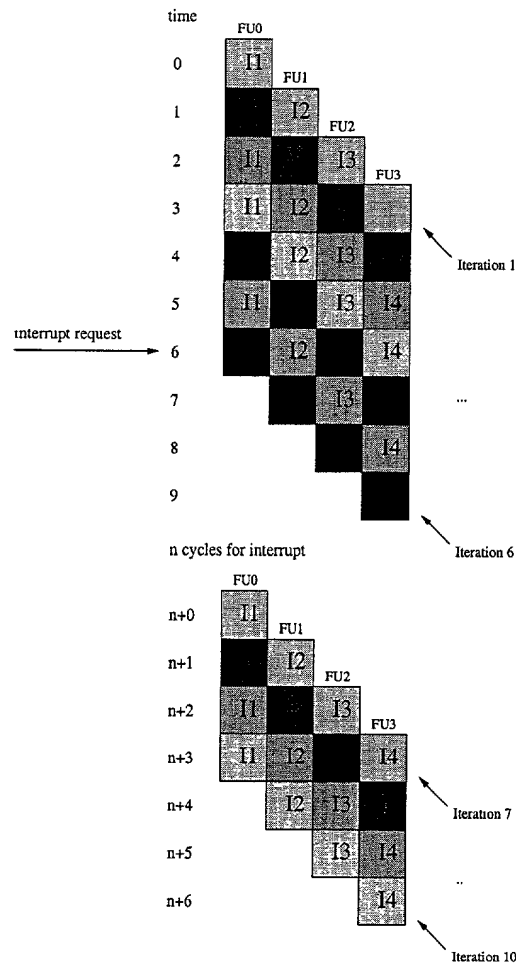 time
FU0
0 I1
FU1
1 I2
FU2
2 I1 I3
FU3
3 I1 I2
4 I2 I3
Iteration 1
5 I1 I3 I4
interrupt request
6 I2 I4
7 I3 ...
8 I4
9
Iteration 6
n cycles for interrupt
FU0
n+0 I1
FU1
n+1 I2
FU2
n+2 I1 I3
FU3
n+3 I1 I2 I4
n+4 I2 I3
Iteration 7
n+5 I3 I4 ..
n+6 I4
Iteration 10